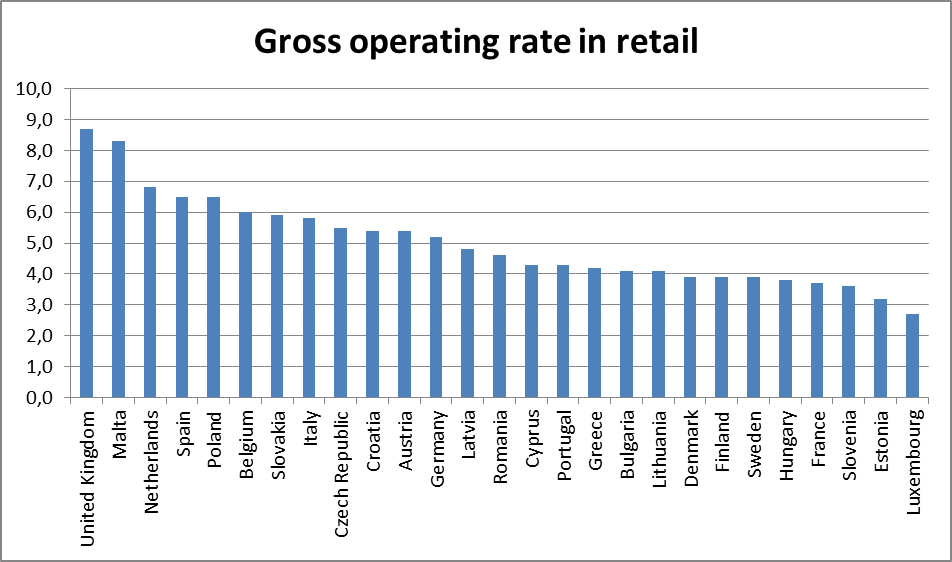 Gross operating rate in retail
10,0
9,0
8,0
7,0
6,0
5,0
4,0
3,0
2,0
1,0
0,0
United Kingdom
Malta
Netherlands
Spain
Poland
Belgium
Slovakia
Italy
Czech Republic
Croatia
Austria
Germany
Latvia
Romania
Cyprus
Portugal
Greece
Bulgaria
Lithuania
Denmark
Finland
Sweden
Hungary
France
Slovenia
Estonia
Luxembourg